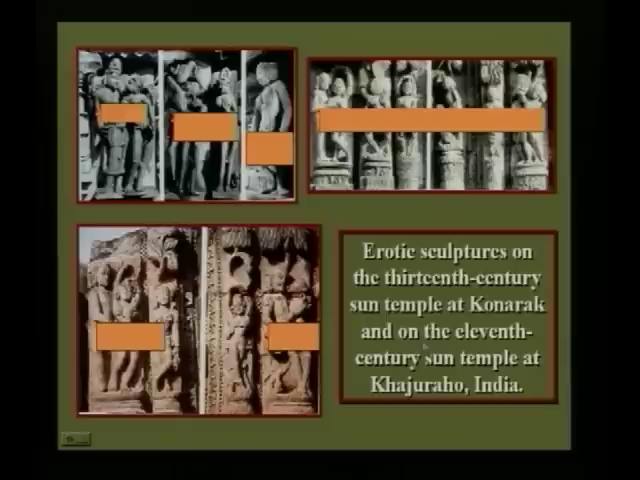 Erotic sculptures on
the thirteenth-century
sun temple at Konarak
and on the eleventh-
century sun temple at
Khajuraho, India.